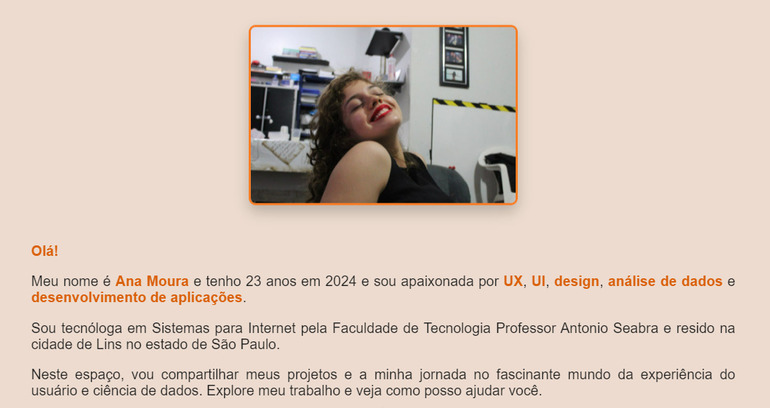 Olá!
Meu nome é Ana Moura e tenho 23 anos em 2024 e sou apaixonada por UX, UI, design, análise de dados e
desenvolvimento de aplicações.
Sou tecnóloga em Sistemas para Internet pela Faculdade de Tecnologia Professor Antonio Seabra e resido na
cidade de Lins no estado de São Paulo.
Neste espaço, vou compartilhar meus projetos e a minha jornada no fascinante mundo da experiência do
usuário e ciência de dados. Explore meu trabalho e veja como posso ajudar você.